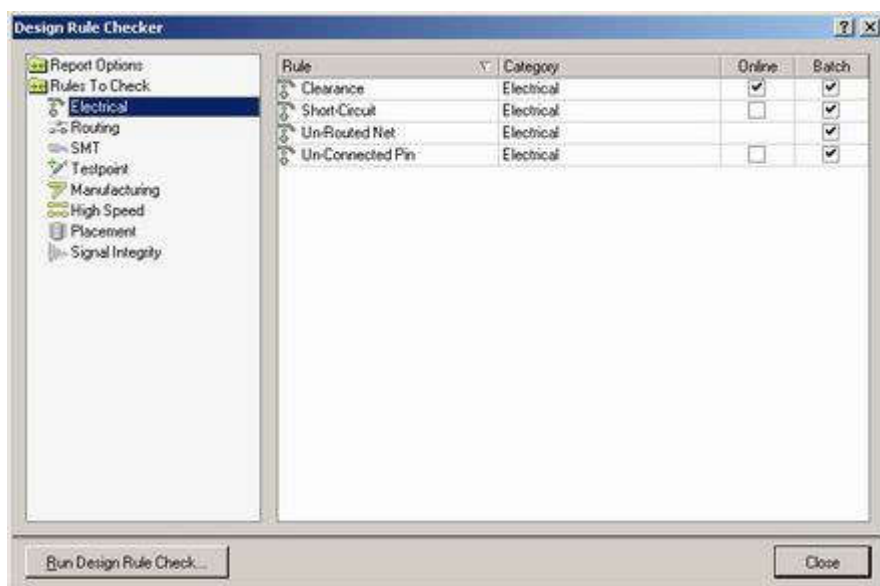 Design Rule Checker
Report Options
Rules To Check
Electrical
Routing
SMT
Testpoint
Manufacturing
High Speed
Placement
Signal Integrity
Rule Category Online Batch
Clearance Electrical
Short-Circuit Electrical
Un-Routed Net Electrical
Un-Connected Pin Electrical
Run Design Rule Check...
Close